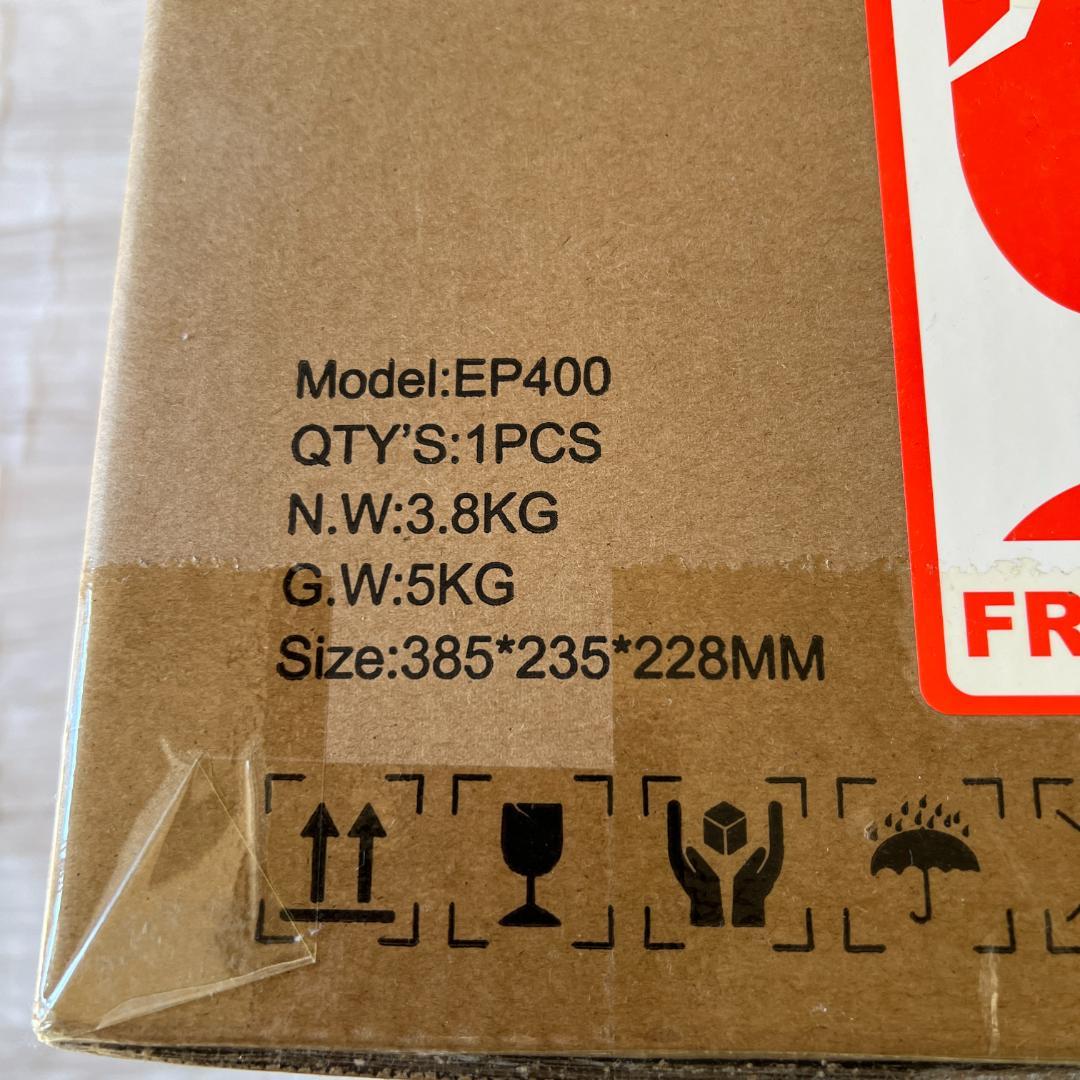 Model:EP400
QTY’S:1PCS
N.W:3.8KG
G.W:5KG
Size:385*235*228MM
FR